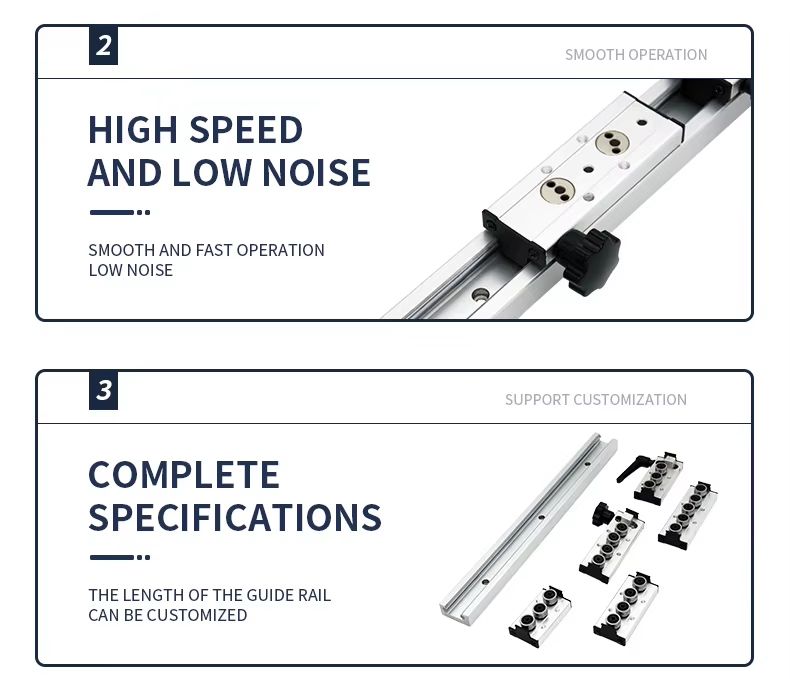 2
SMOOTH OPERATION
HIGH SPEED
AND LOW NOISE
SMOOTH AND FAST OPERATION
LOW NOISE
3
SUPPORT CUSTOMIZATION
COMPLETE
SPECIFICATIONS
THE LENGTH OF THE GUIDE RAIL
CAN BE CUSTOMIZED